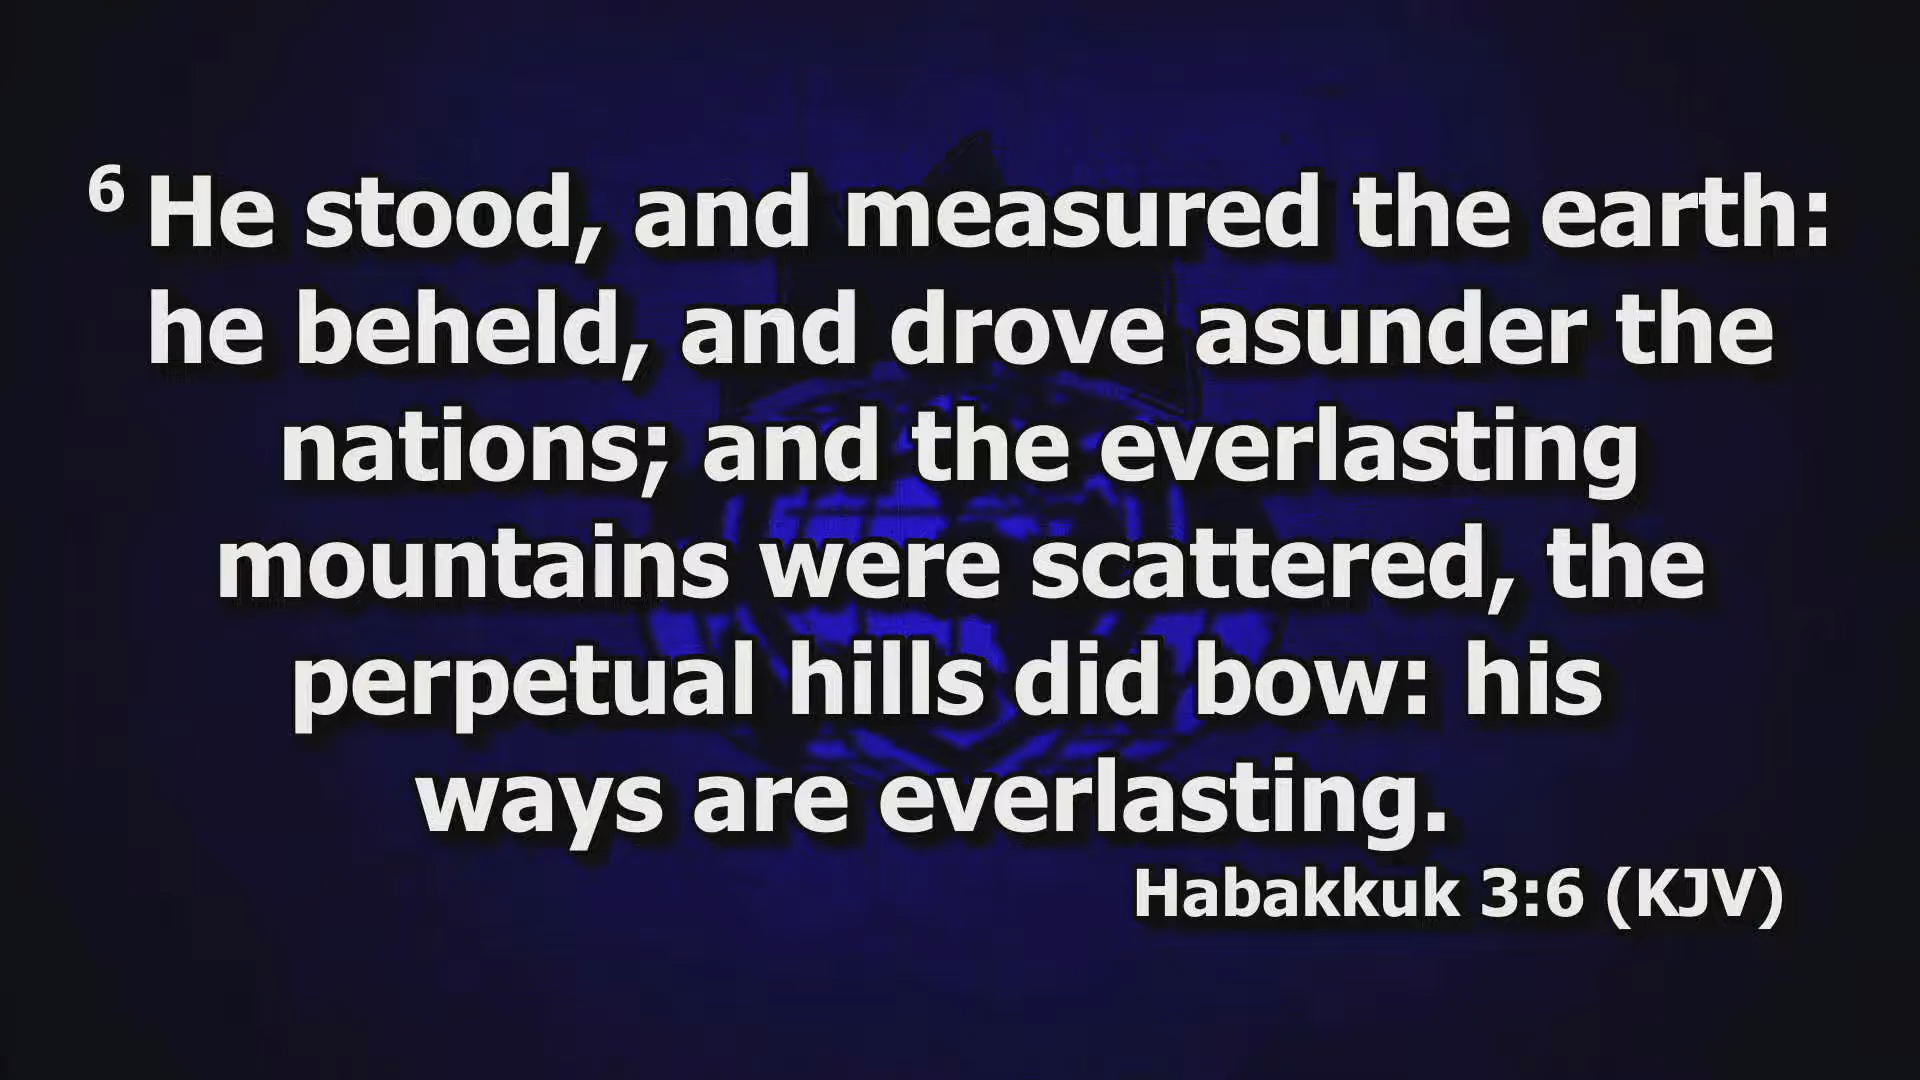 6 He stood, and measured the earth:
he beheld, and drove asunder the
nations; and the everlasting
mountains were scattered, the
perpetual hills did bow: his
ways are everlasting.
Habakkuk 3:6 (KJV)